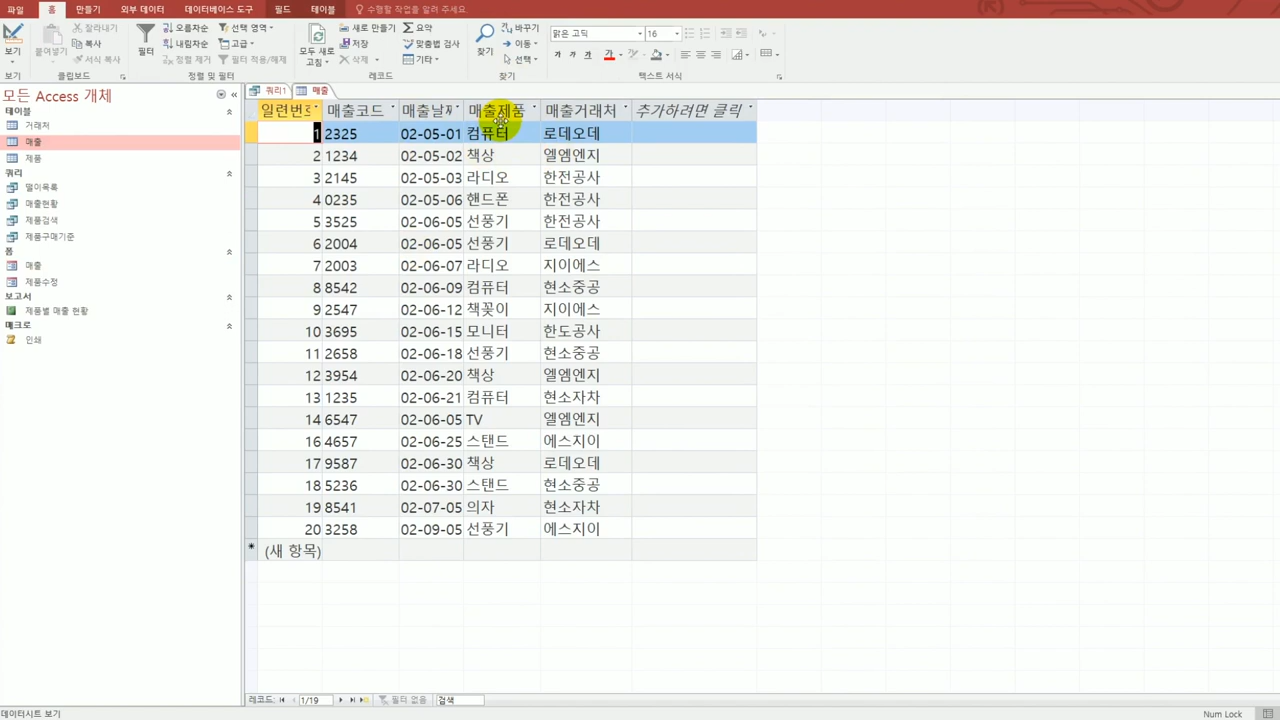 파일 홈 만들기 외부 데이터 데이터베이스 도구 필드 테이블 수행할 작업을 알려 주세요.
보기 붙여넣기 잘라내기 복사 서식 복사 필터 오름차순 내림차순 정렬 제거 선택 영역 고급 필터 적용/해제 모두 새로 고침 새로 만들기 저장 삭제 요약 맞춤법 검사 기타 찾기 바꾸기 이동 선택 맑은 고딕 16 가 가 가 가
보기 클립보드 정렬 및 필터 레코드 찾기 텍스트 서식
모든 Access 개체
테이블
거래처
매출
제품
쿼리
떨이목록
매출현황
제품검색
제품구매기준
폼
매출
제품수정
보고서
제품별 매출 현황
매크로
인쇄
쿼리1 매출
일련번호 매출코드 매출날짜 매출제품 매출거래처 추가하려면 클릭
1 2325 02-05-01 컴퓨터 로데오데
2 1234 02-05-02 책상 엘엠엔지
3 2145 02-05-03 라디오 한전공사
4 0235 02-05-06 핸드폰 한전공사
5 3525 02-06-05 선풍기 한전공사
6 2004 02-06-05 선풍기 로데오데
7 2003 02-06-07 라디오 지이에스
8 8542 02-06-09 컴퓨터 현소중공
9 2547 02-06-12 책꽂이 지이에스
10 3695 02-06-15 모니터 한도공사
11 2658 02-06-18 선풍기 현소중공
12 3954 02-06-20 책상 엘엠엔지
13 1235 02-06-21 컴퓨터 현소자차
14 6547 02-06-05 TV 엘엠엔지
16 4657 02-06-25 스탠드 에스지이
17 9587 02-06-30 책상 로데오데
18 5236 02-06-30 스탠드 현소중공
19 8541 02-07-05 의자 현소자차
20 3258 02-09-05 선풍기 에스지이
* (새 항목)
레코드: 1/19 필터 없음 검색
데이터시트 보기 Num Lock